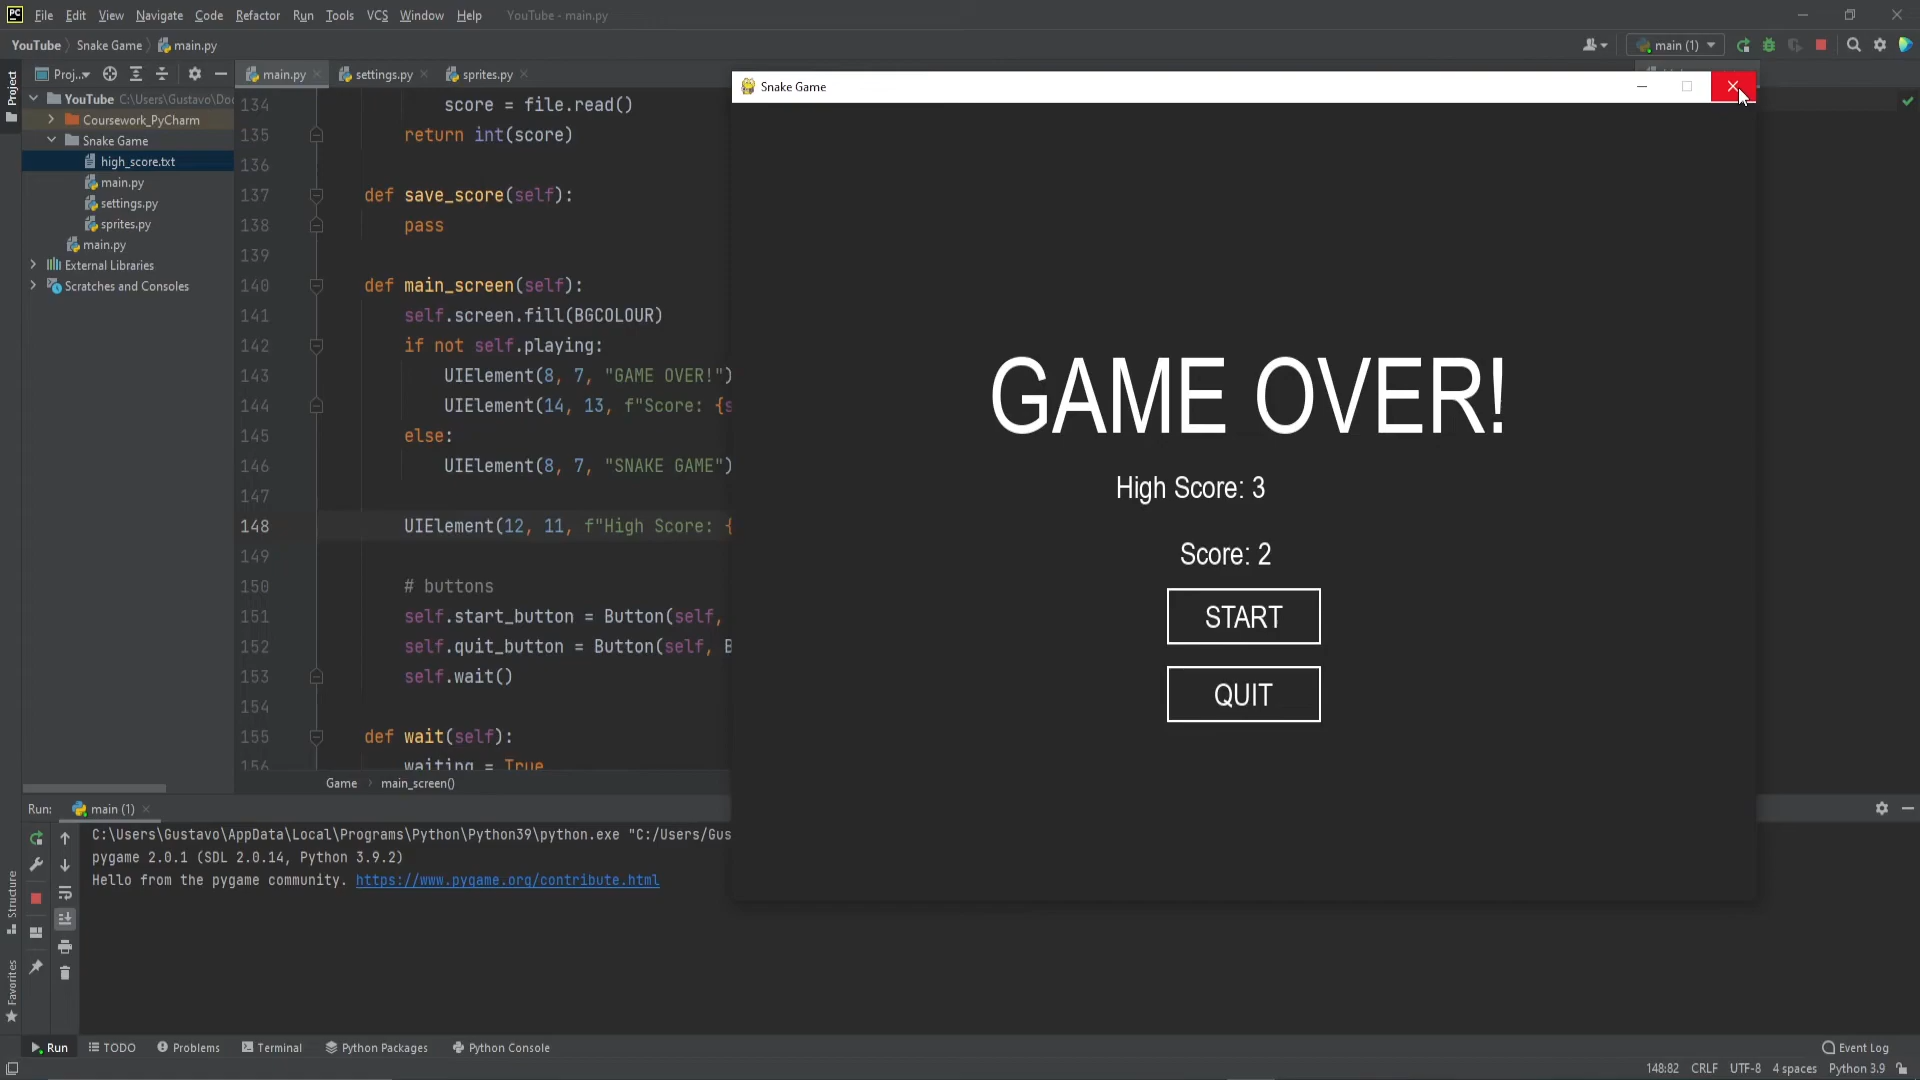 PC File Edit View Navigate Code Refactor Run Tools VCS Window Help YouTube - main.py
YouTube Snake Game main.py main (1)
Project
Proj... main.py settings.py sprites.py
YouTube C:\Users\Gustavo\Do
Coursework_PyCharm
Snake Game
high_score.txt
main.py
settings.py
sprites.py
main.py
External Libraries
Scratches and Consoles
134 score = file.read()
135 return int(score)
136
137 def save_score(self):
138 pass
139
140 def main_screen(self):
141 self.screen.fill(BGCOLOUR)
142 if not self.playing:
143 UIElement(8, 7, "GAME OVER!")
144 UIElement(14, 13, f"Score: {s
145 else:
146 UIElement(8, 7, "SNAKE GAME")
147
148 UIElement(12, 11, f"High Score: {
149
150 # buttons
151 self.start_button = Button(self,
152 self.quit_button = Button(self, B
153 self.wait()
154
155 def wait(self):
156 waiting = True
Game main_screen()
Snake Game
GAME OVER!
High Score: 3
Score: 2
START
QUIT
Run: main (1)
C:\Users\Gustavo\AppData\Local\Programs\Python\Python39\python.exe "C:/Users/Gus
pygame 2.0.1 (SDL 2.0.14, Python 3.9.2)
Hello from the pygame community. https://www.pygame.org/contribute.html
Structure
Favorites
Run TODO Problems Terminal Python Packages Python Console Event Log
148:82 CRLF UTF-8 4 spaces Python 3.9